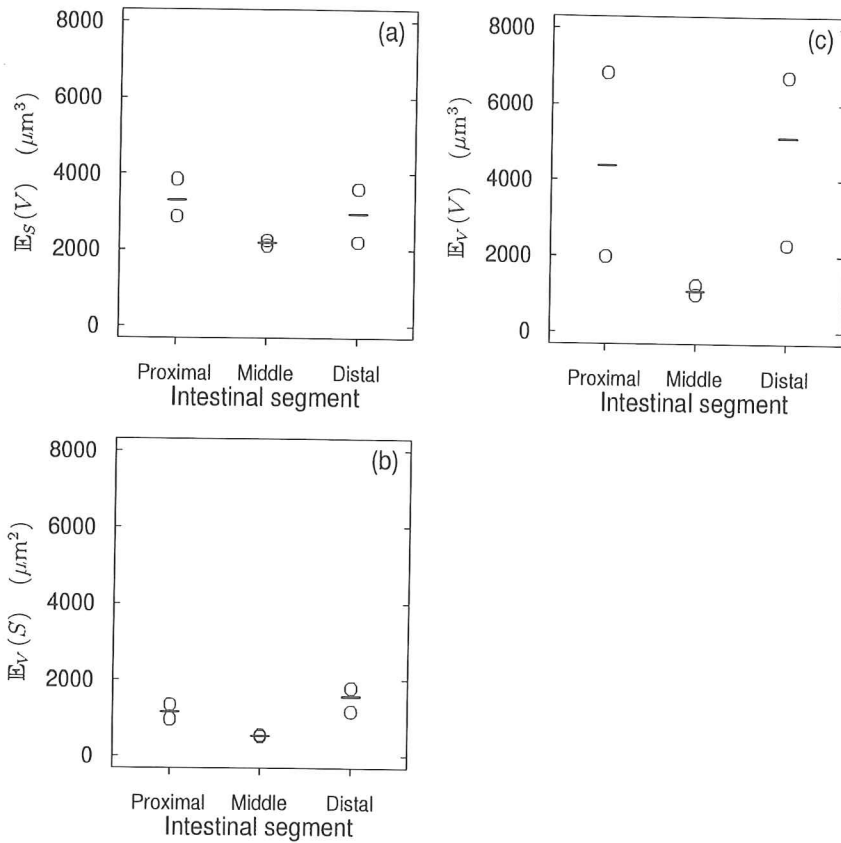 (a)
8000
6000
4000
2000
0
𝔼_S(V) (μm³)
Proximal Middle Distal
Intestinal segment
(c)
8000
6000
4000
2000
0
𝔼_V(V) (μm³)
Proximal Middle Distal
Intestinal segment
(b)
8000
6000
4000
2000
0
𝔼_V(S) (μm²)
Proximal Middle Distal
Intestinal segment